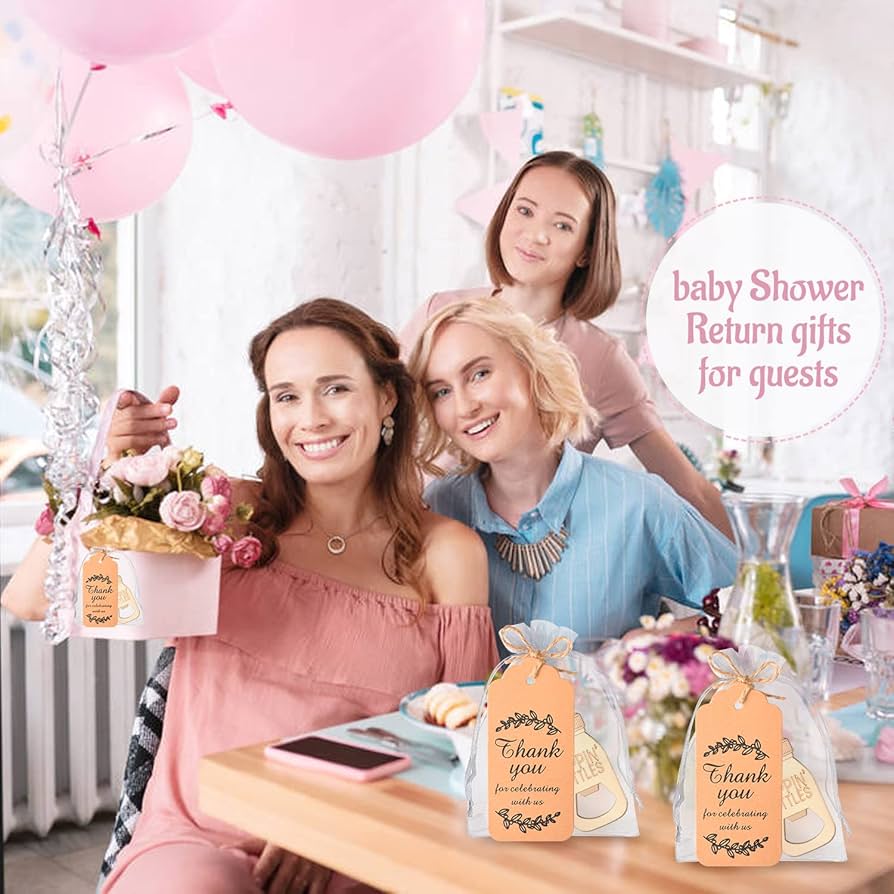 baby Shower
Return gifts
for guests
Thank
you
for celebrating
with us
Thank
you
for celebrating
with us
Thank
you
for celebrating
with us